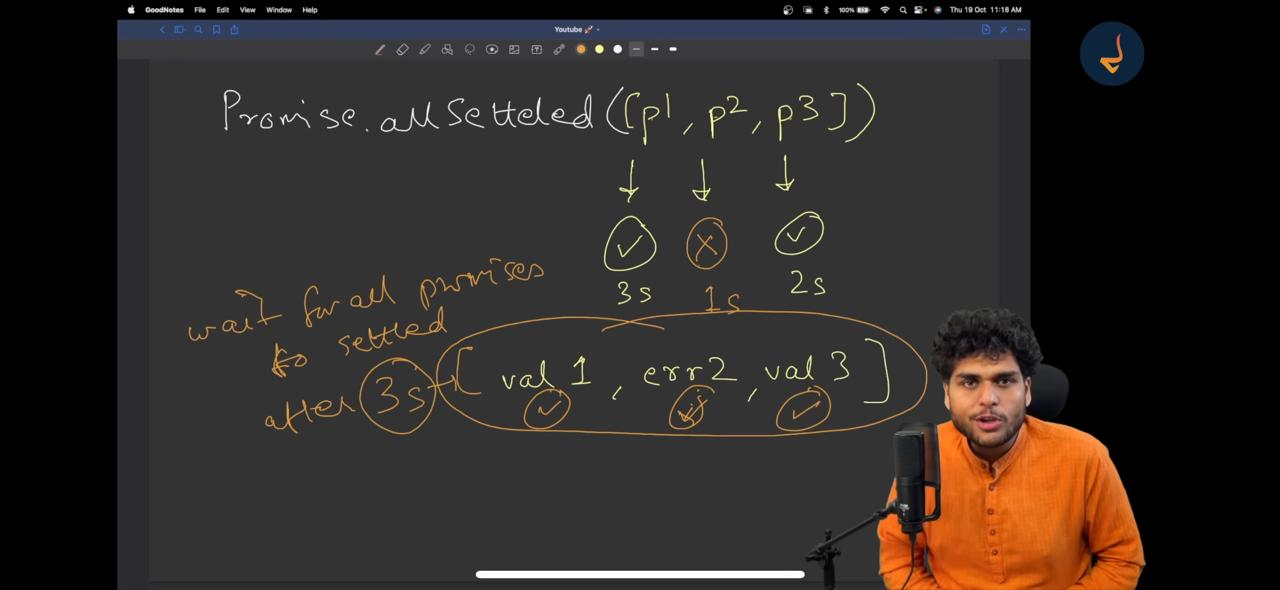 GoodNotes File Edit View Window Help 100% Thu 19 Oct 11:18 AM
Youtube 🚀
Promise.allSetteled([p1, p2, p3])
3s 1s 2s
wait for all promises
to settled
after 3s [ val 1, err2, val 3 ]